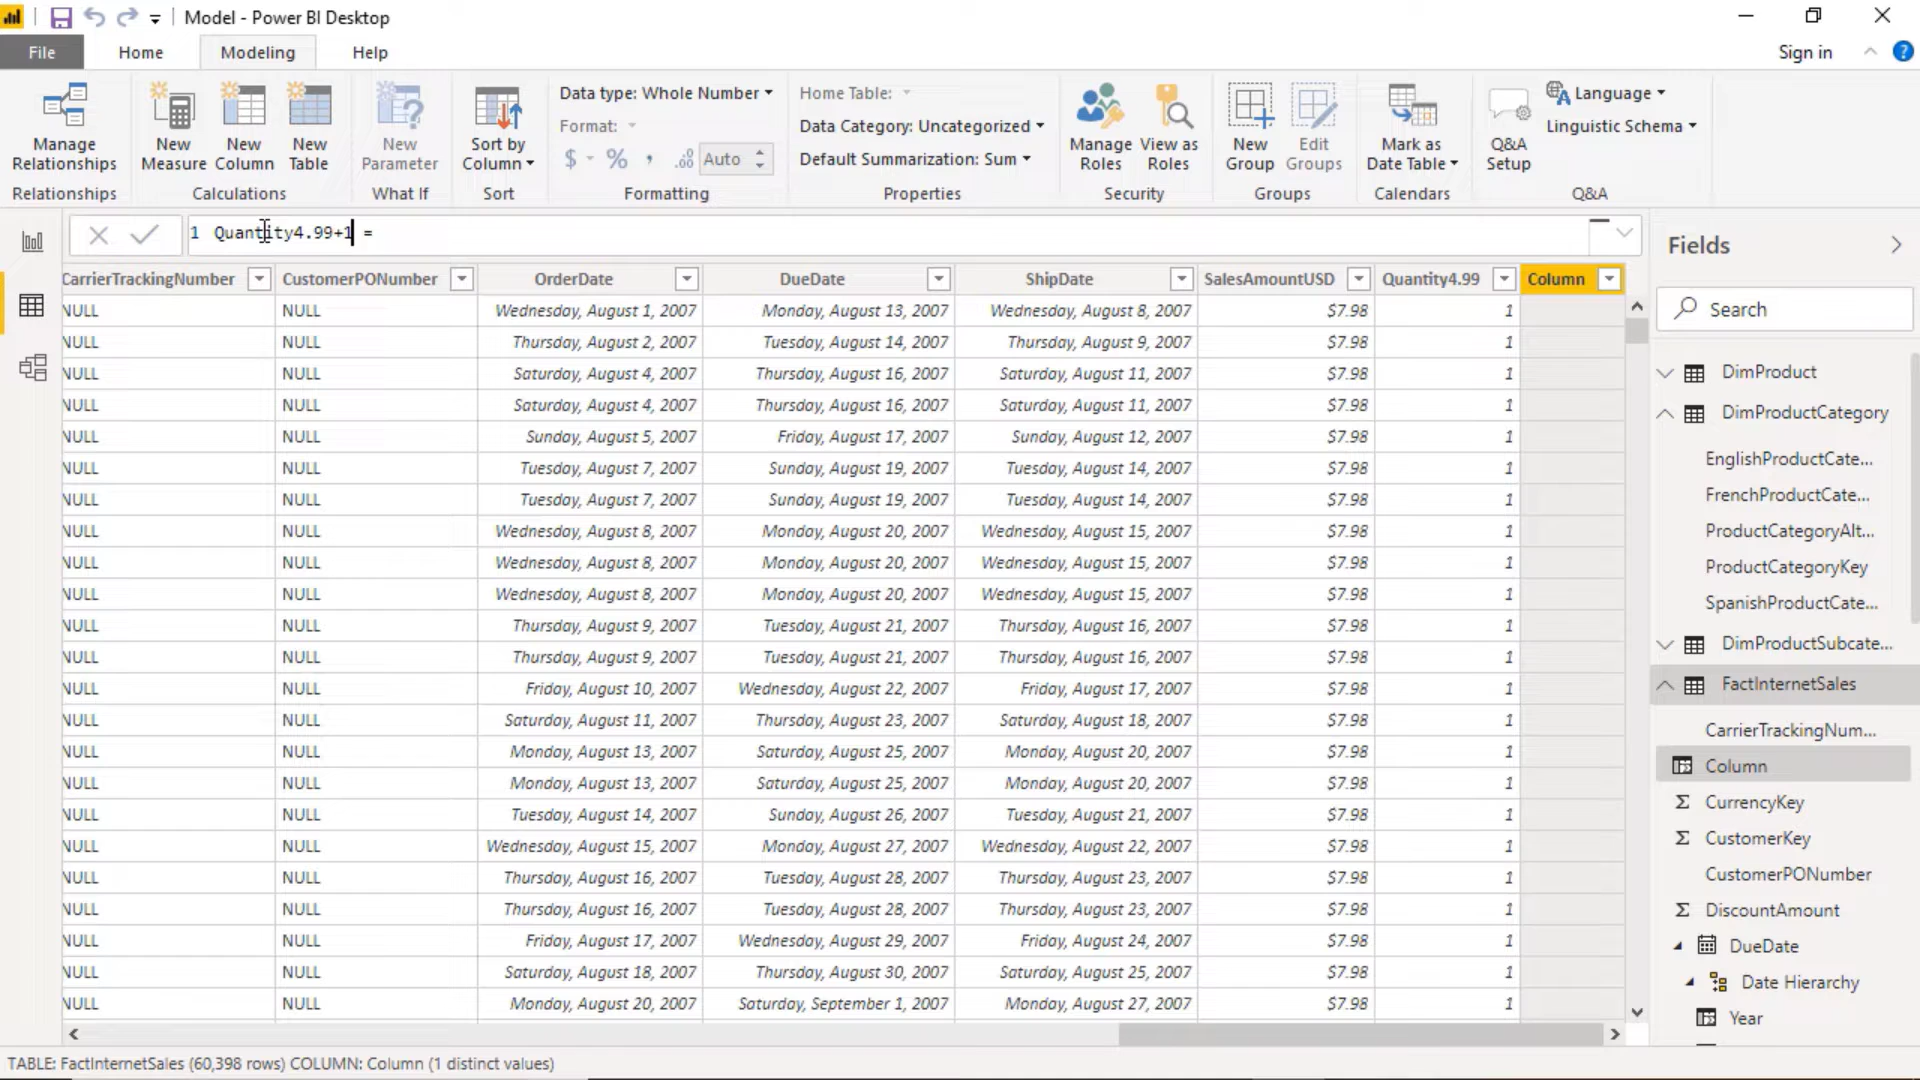 Model - Power BI Desktop
File Home Modeling Help Sign in ?
Manage Relationships
New Measure
New Column
New Table
New Parameter
Sort by Column
Data type: Whole Number
Format:
$ % , .00 Auto
Home Table:
Data Category: Uncategorized
Default Summarization: Sum
Manage Roles
View as Roles
New Group
Edit Groups
Mark as Date Table
Q&A Setup
Language
Linguistic Schema
Relationships Calculations What If Sort Formatting Properties Security Groups Calendars Q&A
1 Quantity4.99+1 =
CarrierTrackingNumber CustomerPONumber OrderDate DueDate ShipDate SalesAmountUSD Quantity4.99 Column
NULL NULL Wednesday, August 1, 2007 Monday, August 13, 2007 Wednesday, August 8, 2007 $7.98 1
NULL NULL Thursday, August 2, 2007 Tuesday, August 14, 2007 Thursday, August 9, 2007 $7.98 1
NULL NULL Saturday, August 4, 2007 Thursday, August 16, 2007 Saturday, August 11, 2007 $7.98 1
NULL NULL Saturday, August 4, 2007 Thursday, August 16, 2007 Saturday, August 11, 2007 $7.98 1
NULL NULL Sunday, August 5, 2007 Friday, August 17, 2007 Sunday, August 12, 2007 $7.98 1
NULL NULL Tuesday, August 7, 2007 Sunday, August 19, 2007 Tuesday, August 14, 2007 $7.98 1
NULL NULL Tuesday, August 7, 2007 Sunday, August 19, 2007 Tuesday, August 14, 2007 $7.98 1
NULL NULL Wednesday, August 8, 2007 Monday, August 20, 2007 Wednesday, August 15, 2007 $7.98 1
NULL NULL Wednesday, August 8, 2007 Monday, August 20, 2007 Wednesday, August 15, 2007 $7.98 1
NULL NULL Wednesday, August 8, 2007 Monday, August 20, 2007 Wednesday, August 15, 2007 $7.98 1
NULL NULL Thursday, August 9, 2007 Tuesday, August 21, 2007 Thursday, August 16, 2007 $7.98 1
NULL NULL Thursday, August 9, 2007 Tuesday, August 21, 2007 Thursday, August 16, 2007 $7.98 1
NULL NULL Friday, August 10, 2007 Wednesday, August 22, 2007 Friday, August 17, 2007 $7.98 1
NULL NULL Saturday, August 11, 2007 Thursday, August 23, 2007 Saturday, August 18, 2007 $7.98 1
NULL NULL Monday, August 13, 2007 Saturday, August 25, 2007 Monday, August 20, 2007 $7.98 1
NULL NULL Monday, August 13, 2007 Saturday, August 25, 2007 Monday, August 20, 2007 $7.98 1
NULL NULL Tuesday, August 14, 2007 Sunday, August 26, 2007 Tuesday, August 21, 2007 $7.98 1
NULL NULL Wednesday, August 15, 2007 Monday, August 27, 2007 Wednesday, August 22, 2007 $7.98 1
NULL NULL Thursday, August 16, 2007 Tuesday, August 28, 2007 Thursday, August 23, 2007 $7.98 1
NULL NULL Thursday, August 16, 2007 Tuesday, August 28, 2007 Thursday, August 23, 2007 $7.98 1
NULL NULL Friday, August 17, 2007 Wednesday, August 29, 2007 Friday, August 24, 2007 $7.98 1
NULL NULL Saturday, August 18, 2007 Thursday, August 30, 2007 Saturday, August 25, 2007 $7.98 1
NULL NULL Monday, August 20, 2007 Saturday, September 1, 2007 Monday, August 27, 2007 $7.98 1
Fields
Search
DimProduct
DimProductCategory
EnglishProductCate...
FrenchProductCate...
ProductCategoryAlt...
ProductCategoryKey
SpanishProductCate...
DimProductSubcate...
FactInternetSales
CarrierTrackingNum...
Column
Σ CurrencyKey
Σ CustomerKey
CustomerPONumber
Σ DiscountAmount
DueDate
Date Hierarchy
Year
TABLE: FactInternetSales (60,398 rows) COLUMN: Column (1 distinct values)